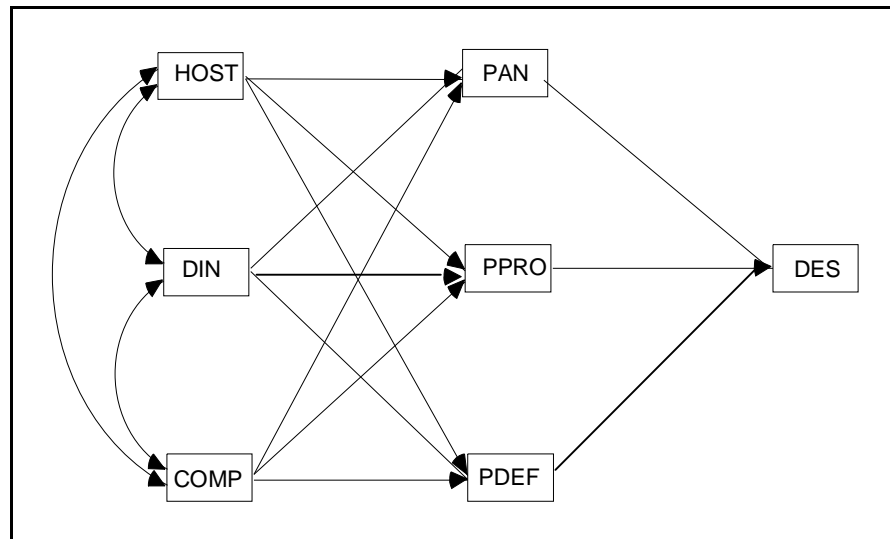 HOST
PAN
DIN
PPRO
DES
COMP
PDEF